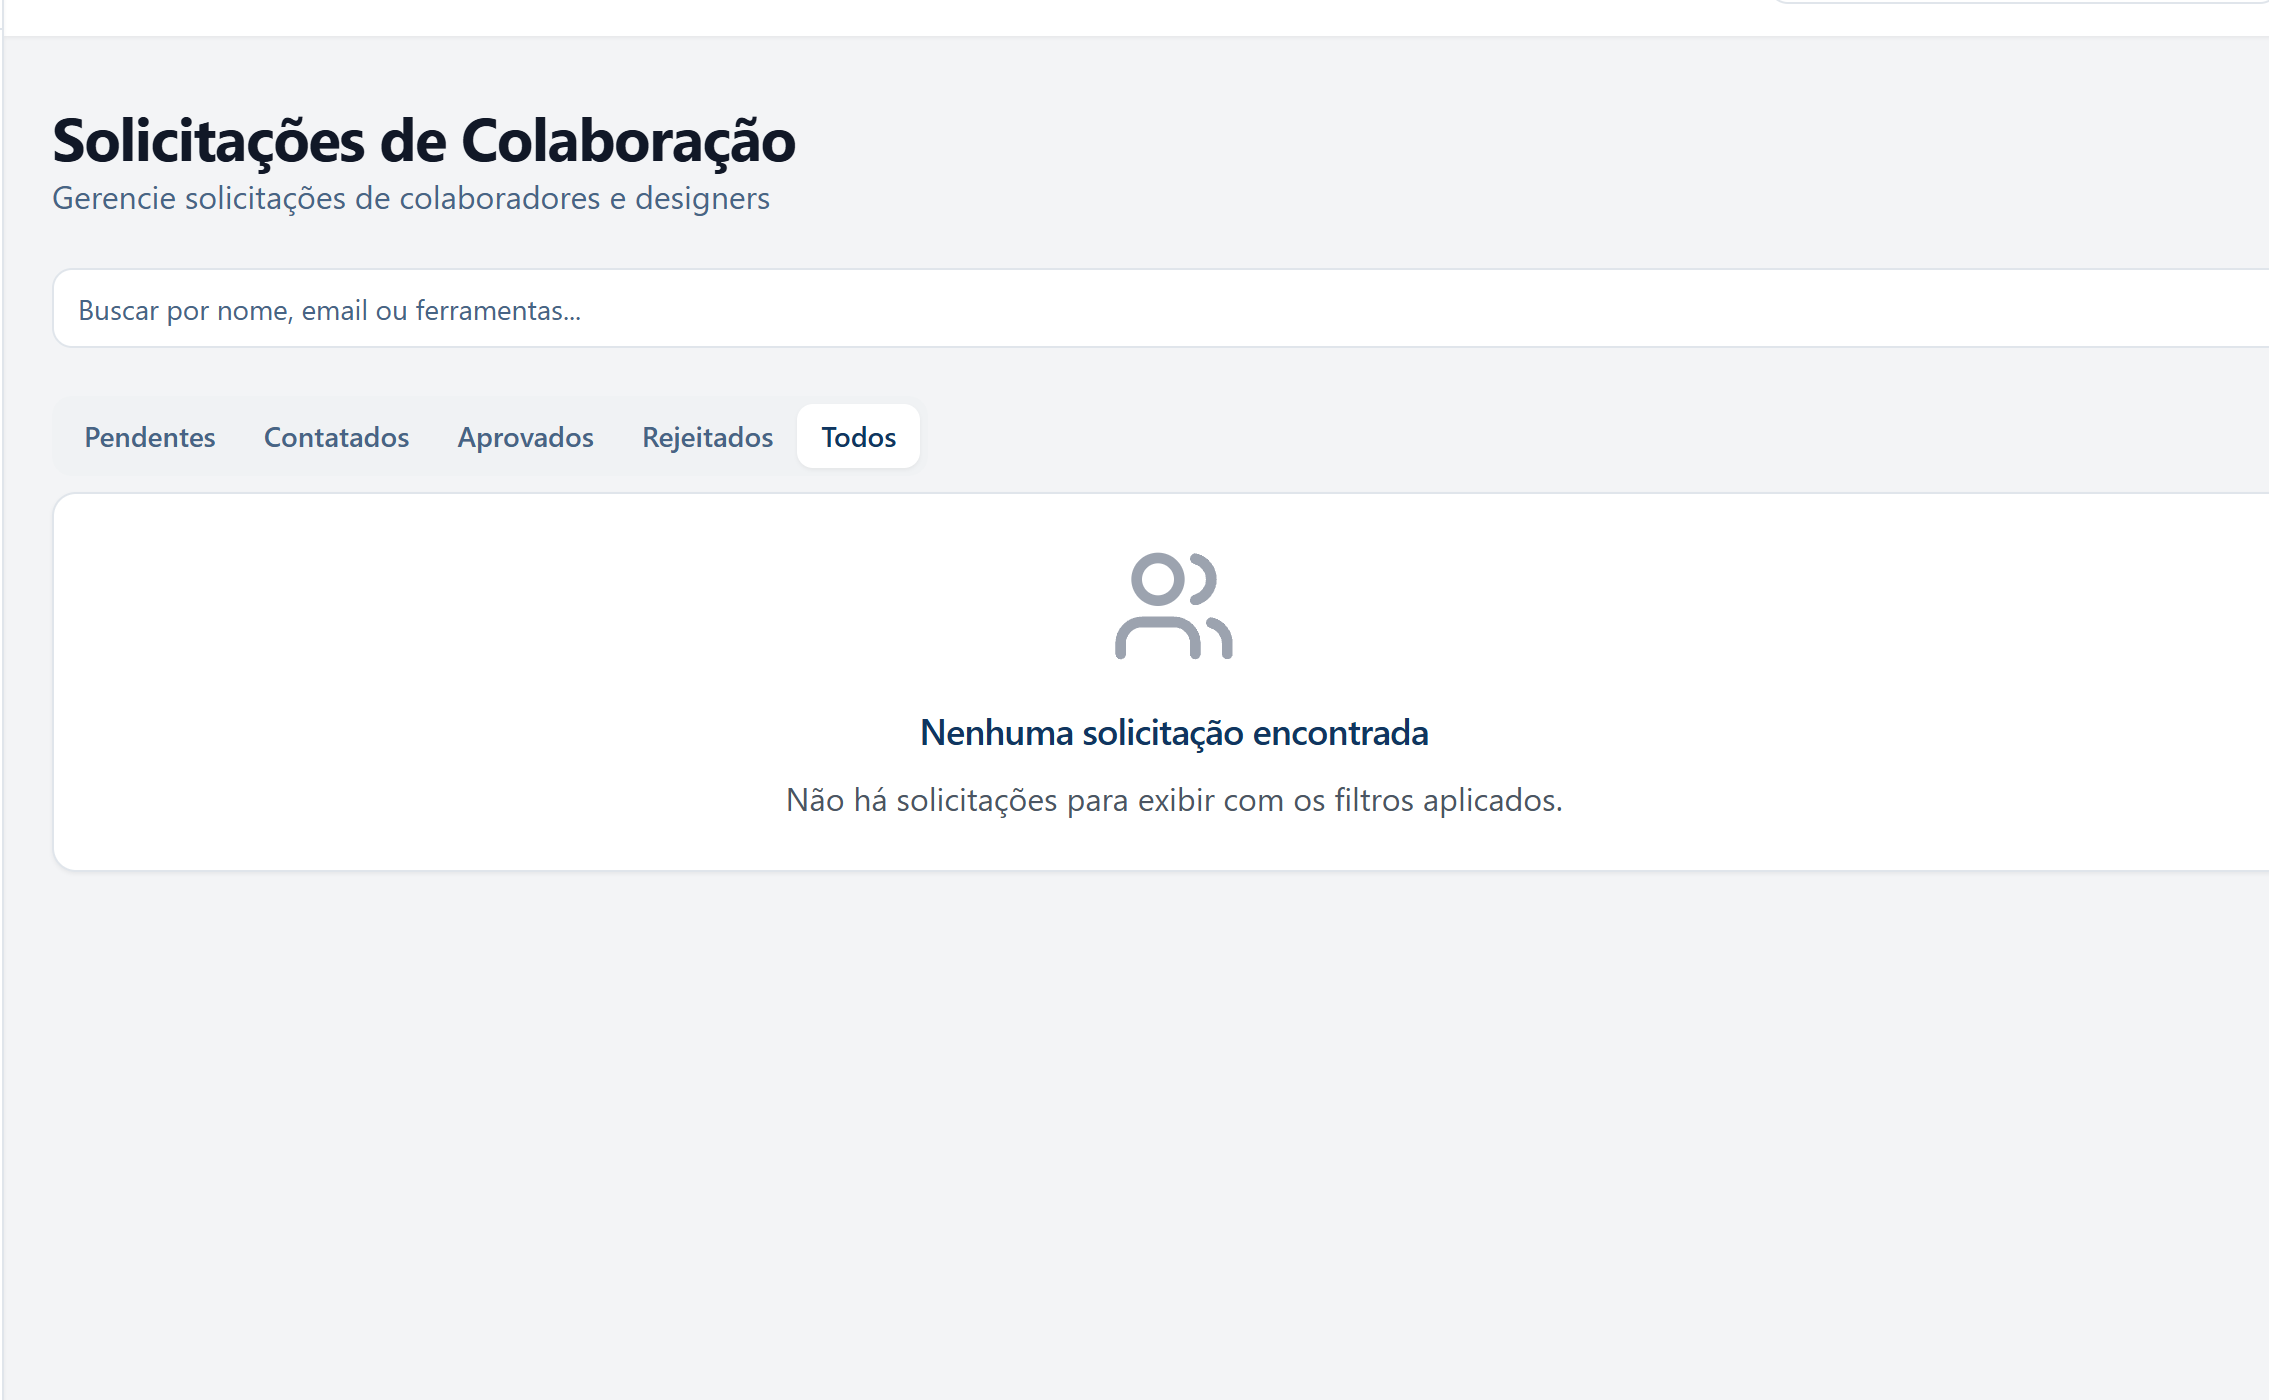 Solicitações de Colaboração
Gerencie solicitações de colaboradores e designers
Buscar por nome, email ou ferramentas...
Pendentes Contatados Aprovados Rejeitados Todos
Nenhuma solicitação encontrada
Não há solicitações para exibir com os filtros aplicados.